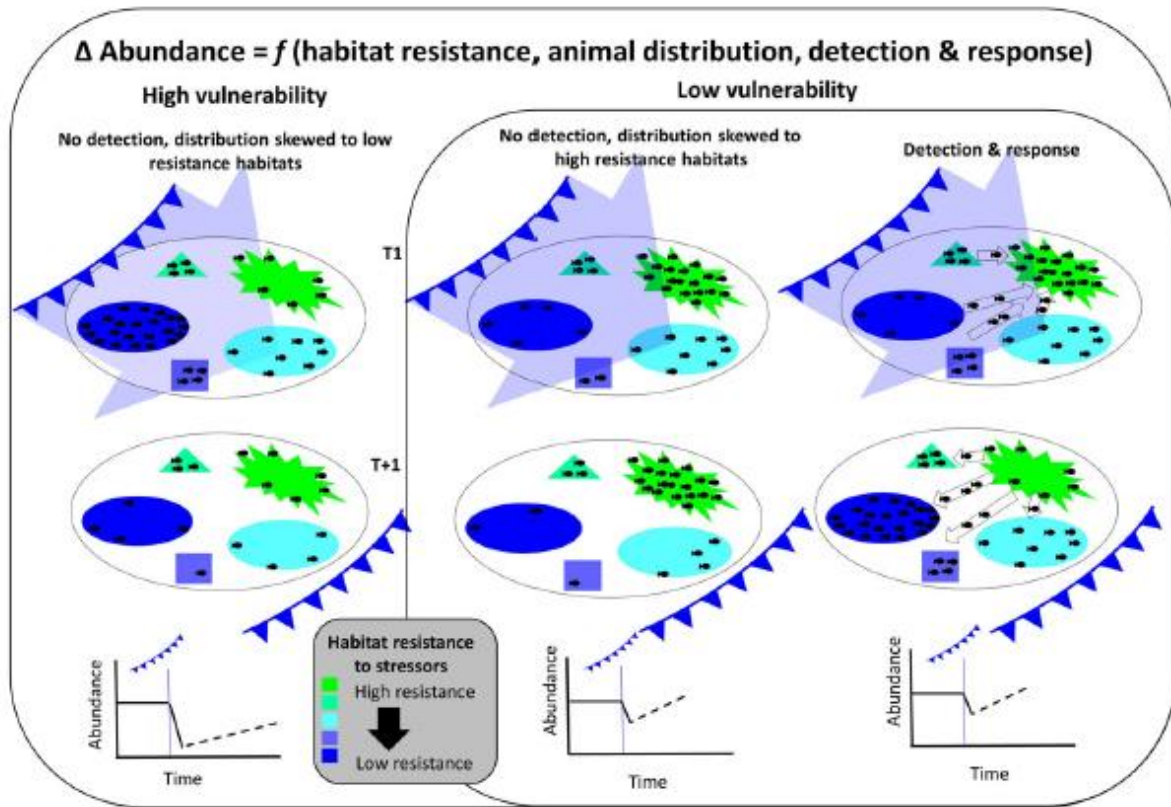 Δ Abundance = f (habitat resistance, animal distribution, detection & response)
High vulnerability
Low vulnerability
No detection, distribution skewed to low
resistance habitats
No detection, distribution skewed to
high resistance habitats
Detection & response
T1
T+1
Abundance
Time
Habitat resistance
to stressors
High resistance
Low resistance
Abundance
Time
Abundance
Time